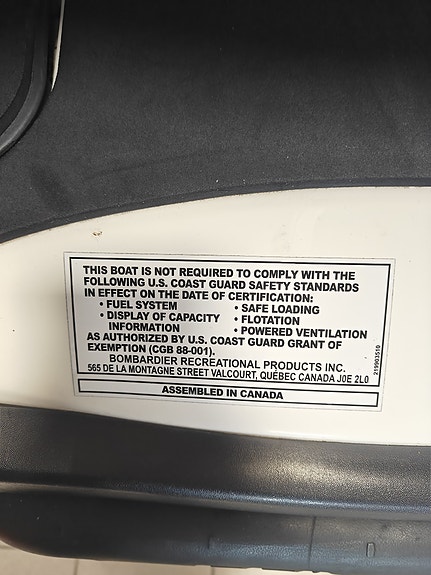 THIS BOAT IS NOT REQUIRED TO COMPLY WITH THE
FOLLOWING U.S. COAST GUARD SAFETY STANDARDS
IN EFFECT ON THE DATE OF CERTIFICATION:
• FUEL SYSTEM
• DISPLAY OF CAPACITY
INFORMATION
• SAFE LOADING
• FLOTATION
• POWERED VENTILATION
AS AUTHORIZED BY U.S. COAST GUARD GRANT OF
EXEMPTION (CGB 88-001).
BOMBARDIER RECREATIONAL PRODUCTS INC.
565 DE LA MONTAGNE STREET VALCOURT, QUÉBEC CANADA J0E 2L0
219903510
ASSEMBLED IN CANADA